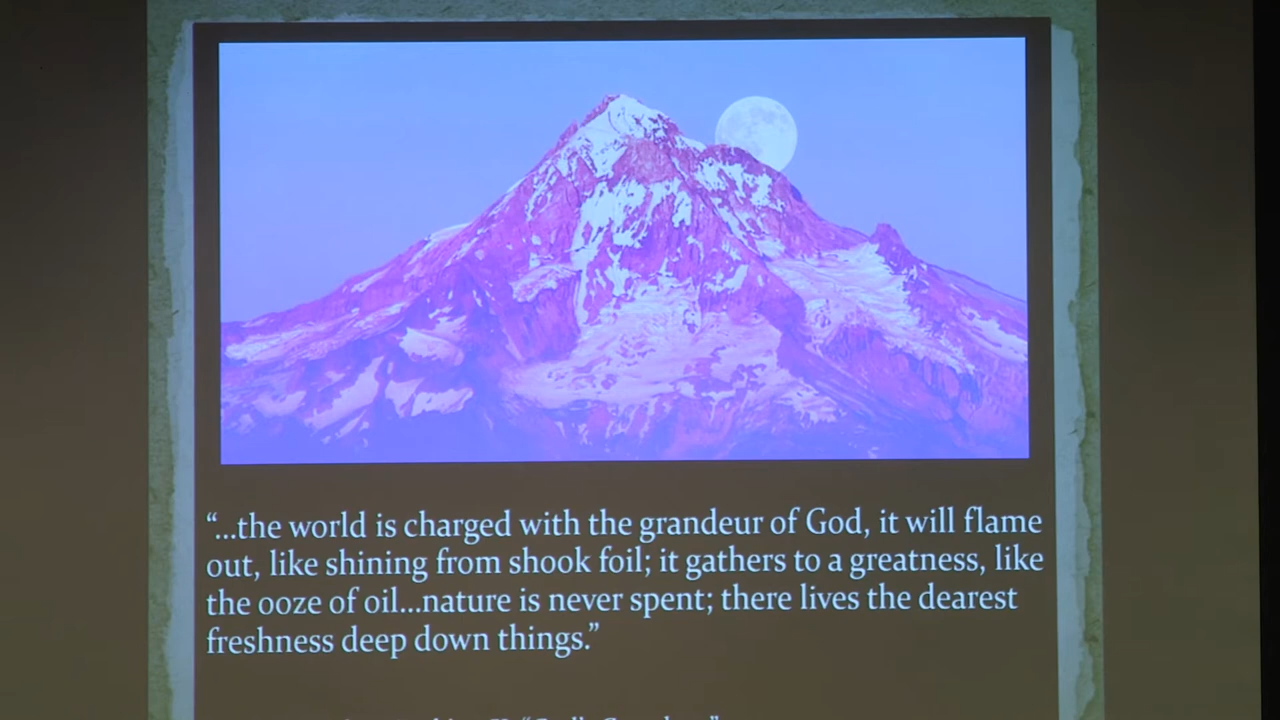 “...the world is charged with the grandeur of God, it will flame
out, like shining from shook foil; it gathers to a greatness, like
the ooze of oil...nature is never spent; there lives the dearest
freshness deep down things.”